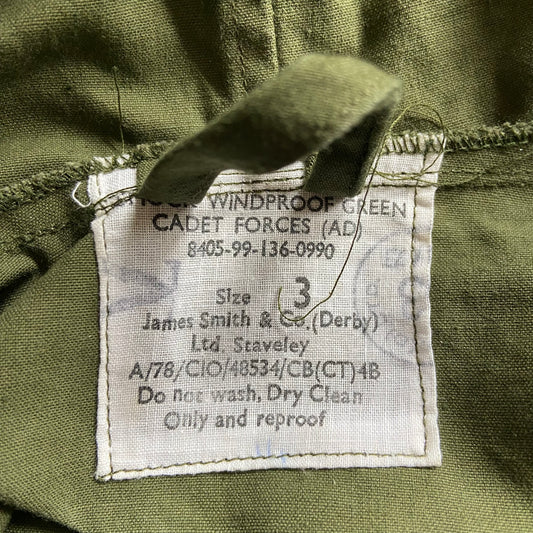 WINDPROOF GREEN
CADET FORCES (AD)
8405-99-136-0990
Size 3
James Smith & Co. (Derby)
Ltd. Staveley
A/78/CIO/48534/CB(CT)4B
Do not wash, Dry Clean
Only and reproof